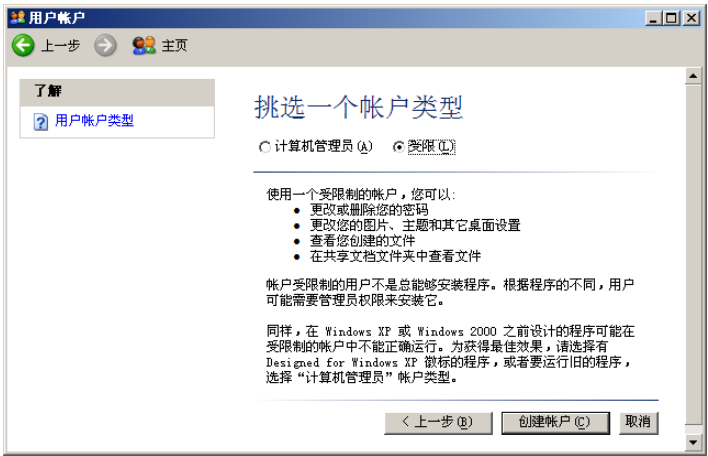 用户帐户
上一步 主页
了解
用户帐户类型
挑选一个帐户类型
计算机管理员(A) 受限(L)
使用一个受限制的帐户，您可以:
● 更改或删除您的密码
● 更改您的图片、主题和其它桌面设置
● 查看您创建的文件
● 在共享文档文件夹中查看文件
帐户受限制的用户不是总能够安装程序。根据程序的不同，用户
可能需要管理员权限来安装它。
同样，在 Windows XP 或 Windows 2000 之前设计的程序可能在
受限制的帐户中不能正确运行。为获得最佳效果，请选择有
Designed for Windows XP 徽标的程序，或者要运行旧的程序，
选择“计算机管理员”帐户类型。
< 上一步(B) 创建帐户(C) 取消